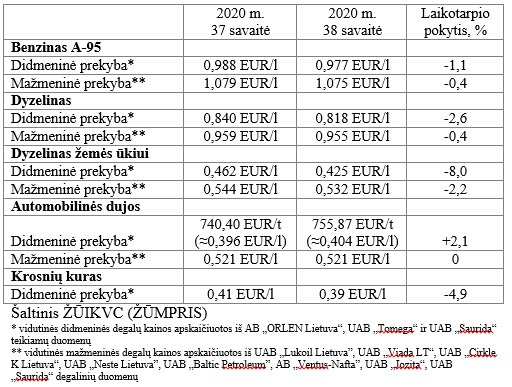 2020 m. 2020 m. Laikotarpio
37 savaitė 38 savaitė pokytis, %
Benzinas A-95
Didmeninė prekyba* 0,988 EUR/l 0,977 EUR/l -1,1
Mažmeninė prekyba** 1,079 EUR/l 1,075 EUR/l -0,4
Dyzelinas
Didmeninė prekyba* 0,840 EUR/l 0,818 EUR/l -2,6
Mažmeninė prekyba** 0,959 EUR/l 0,955 EUR/l -0,4
Dyzelinas žemės ūkiui
Didmeninė prekyba* 0,462 EUR/l 0,425 EUR/l -8,0
Mažmeninė prekyba** 0,544 EUR/l 0,532 EUR/l -2,2
Automobilinės dujos
740,40 EUR/t 755,87 EUR/t
Didmeninė prekyba* (≈0,396 EUR/l) (≈0,404 EUR/l) +2,1
Mažmeninė prekyba** 0,521 EUR/l 0,521 EUR/l 0
Krosnių kuras
Didmeninė prekyba* 0,41 EUR/l 0,39 EUR/l -4,9
Šaltinis ŽŪIKVC (ŽŪMPRIS)
* vidutinės didmeninės degalų kainos apskaičiuotos iš AB „ORLEN Lietuva“, UAB „Tomega“ ir UAB „Saurida“
teikiamų duomenų
** vidutinės mažmeninės degalų kainos apskaičiuotos iš UAB „Lukoil Lietuva”, UAB „Viada LT“, UAB „Cirkle
K Lietuva“, UAB „Neste Lietuva”, UAB „Baltic Petroleum”, AB „Ventus-Nafta”, UAB „Jozita“, UAB
„Saurida“ degalinių duomenų